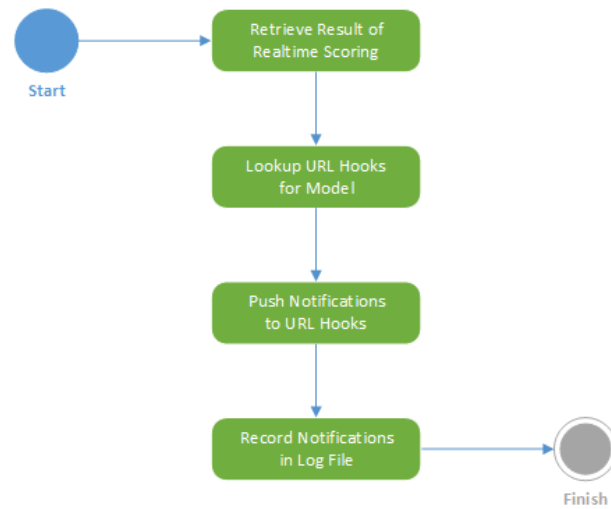 Start
Retrieve Result of
Realtime Scoring
Lookup URL Hooks
for Model
Push Notifications
to URL Hooks
Record Notifications
in Log File
Finish